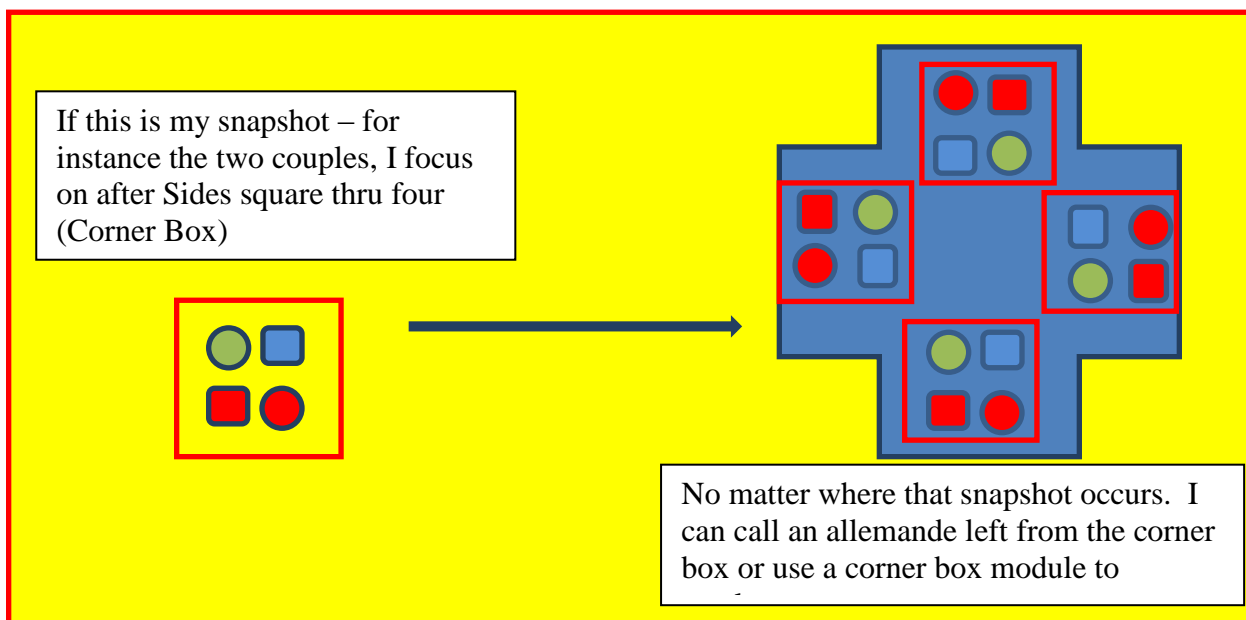 If this is my snapshot – for
instance the two couples, I focus
on after Sides square thru four
(Corner Box)
No matter where that snapshot occurs.  I
can call an allemande left from the corner
box or use a corner box module to